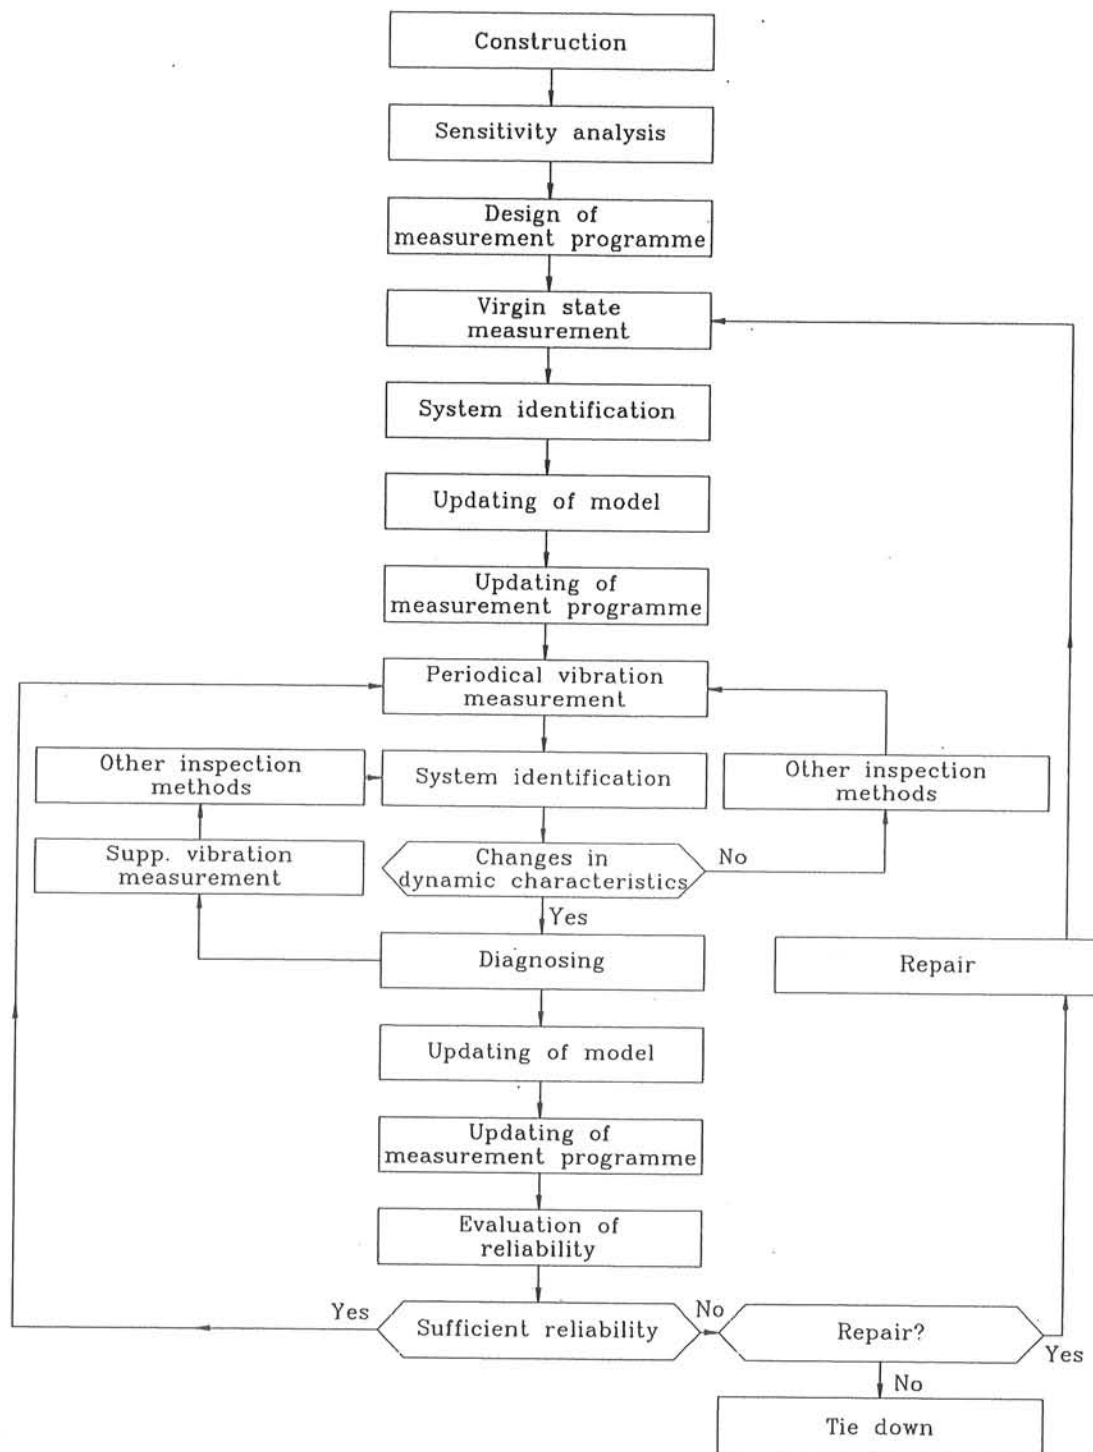 Construction
Sensitivity analysis
Design of
measurement programme
Virgin state
measurement
System identification
Updating of model
Updating of
measurement programme
Periodical vibration
measurement
Other inspection
methods
System identification
Other inspection
methods
Supp. vibration
measurement
Changes in
dynamic characteristics
No
Yes
Diagnosing
Repair
Updating of model
Updating of
measurement programme
Evaluation of
reliability
Yes
Sufficient reliability
No
Repair?
Yes
No
Tie down